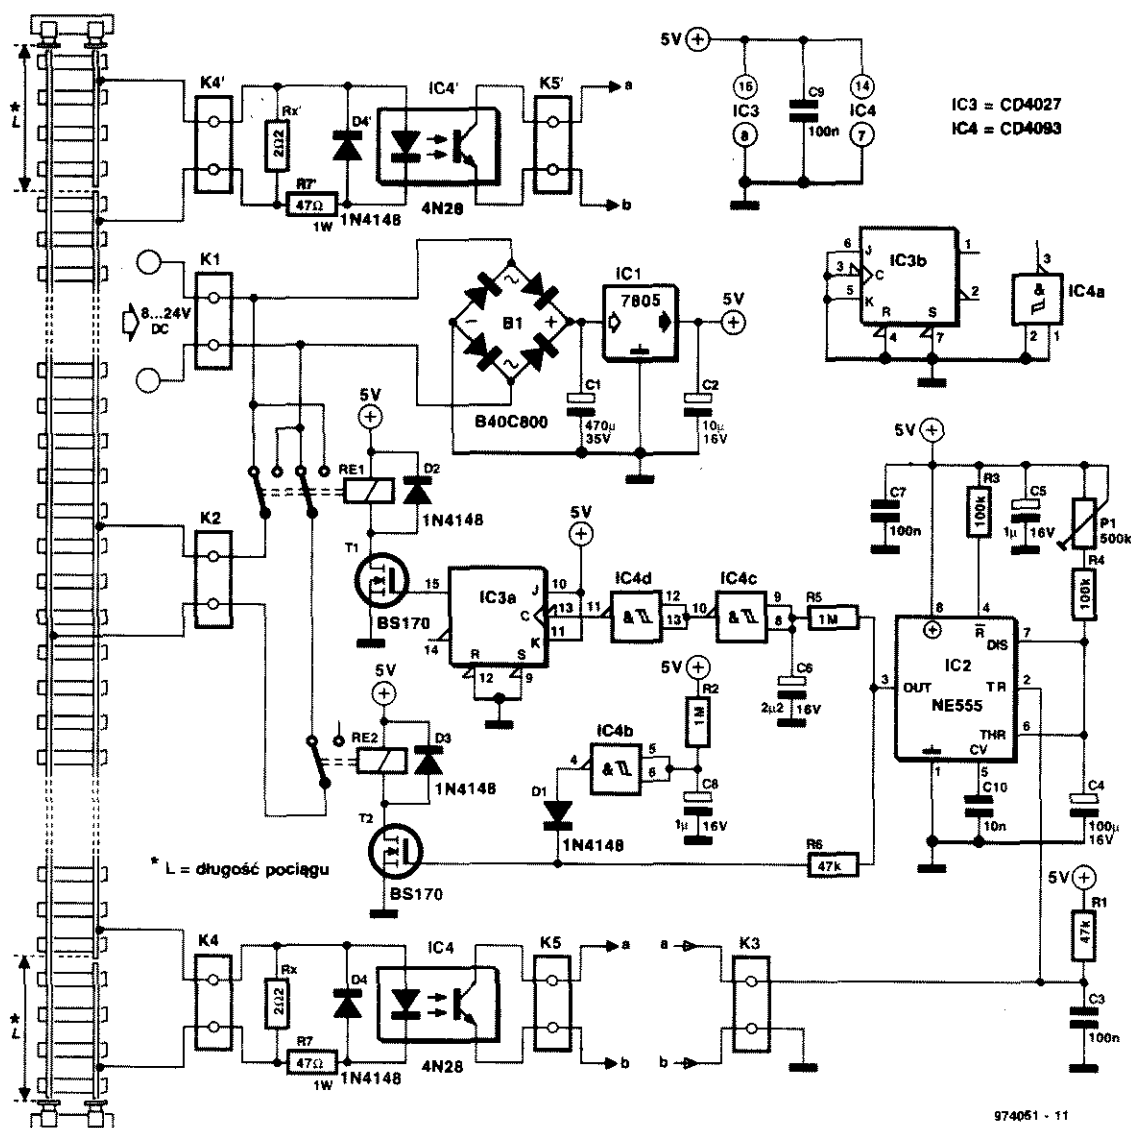 K4'
IC4'
K5'
a
Rx'
2Ω2
D4'
R7'
47Ω
1W
1N4148
4N28
b
* L
5V
16
14
IC3
C9
IC4
8
100n
7
IC3 = CD4027
IC4 = CD4093
K1
8...24V
DC
B1
B40C800
IC1
7805
5V
C1
470µ
35V
C2
10µ
16V
6
J
IC3b
1
3
C
5
K
2
R
S
4
7
3
&
IC4a
2
1
5V
RE1
D2
1N4148
K2
T1
BS170
15
IC3a
J
10
C
13
K
11
14
R
S
12
9
5V
11
IC4d
&
12
13
10
IC4c
&
9
8
R5
1M
C6
2µ2
16V
5V
C7
100n
R3
100k
C5
1µ
16V
P1
500k
R4
100k
8
4
R
DIS
7
IC2
3
OUT
TR
2
NE555
THR
6
CV
1
5
C10
10n
C4
100µ
16V
5V
RE2
D3
1N4148
T2
BS170
5V
R2
1M
IC4b
4
&
5
6
D1
1N4148
C8
1µ
16V
R6
47k
* L = długość pociągu
5V
R1
47k
C3
100n
K4
IC4
K5
a
a
K3
Rx
2Ω2
D4
R7
47Ω
1W
1N4148
4N28
b
b
* L
974051 - 11